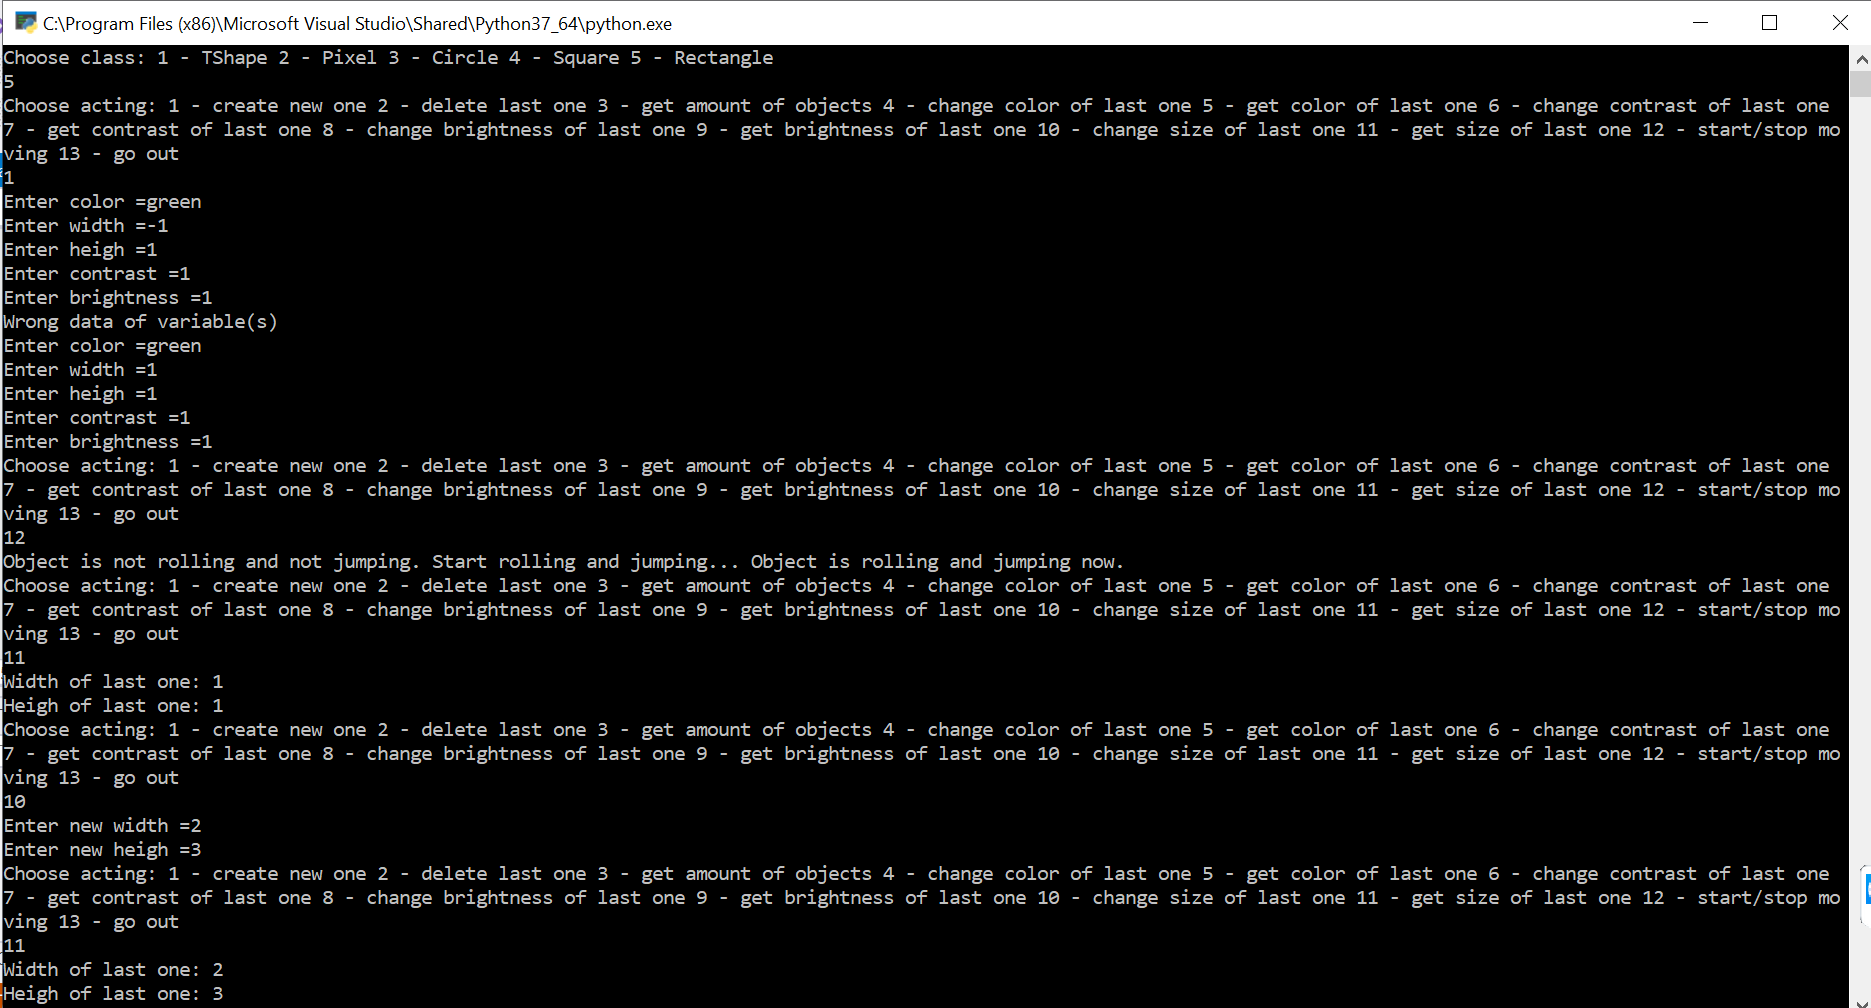 C:\Program Files (x86)\Microsoft Visual Studio\Shared\Python37_64\python.exe
Choose class: 1 - TShape 2 - Pixel 3 - Circle 4 - Square 5 - Rectangle
5
Choose acting: 1 - create new one 2 - delete last one 3 - get amount of objects 4 - change color of last one 5 - get color of last one 6 - change contrast of last one
7 - get contrast of last one 8 - change brightness of last one 9 - get brightness of last one 10 - change size of last one 11 - get size of last one 12 - start/stop mo
ving 13 - go out
1
Enter color =green
Enter width =-1
Enter heigh =1
Enter contrast =1
Enter brightness =1
Wrong data of variable(s)
Enter color =green
Enter width =1
Enter heigh =1
Enter contrast =1
Enter brightness =1
Choose acting: 1 - create new one 2 - delete last one 3 - get amount of objects 4 - change color of last one 5 - get color of last one 6 - change contrast of last one
7 - get contrast of last one 8 - change brightness of last one 9 - get brightness of last one 10 - change size of last one 11 - get size of last one 12 - start/stop mo
ving 13 - go out
12
Object is not rolling and not jumping. Start rolling and jumping... Object is rolling and jumping now.
Choose acting: 1 - create new one 2 - delete last one 3 - get amount of objects 4 - change color of last one 5 - get color of last one 6 - change contrast of last one
7 - get contrast of last one 8 - change brightness of last one 9 - get brightness of last one 10 - change size of last one 11 - get size of last one 12 - start/stop mo
ving 13 - go out
11
Width of last one: 1
Heigh of last one: 1
Choose acting: 1 - create new one 2 - delete last one 3 - get amount of objects 4 - change color of last one 5 - get color of last one 6 - change contrast of last one
7 - get contrast of last one 8 - change brightness of last one 9 - get brightness of last one 10 - change size of last one 11 - get size of last one 12 - start/stop mo
ving 13 - go out
10
Enter new width =2
Enter new heigh =3
Choose acting: 1 - create new one 2 - delete last one 3 - get amount of objects 4 - change color of last one 5 - get color of last one 6 - change contrast of last one
7 - get contrast of last one 8 - change brightness of last one 9 - get brightness of last one 10 - change size of last one 11 - get size of last one 12 - start/stop mo
ving 13 - go out
11
Width of last one: 2
Heigh of last one: 3